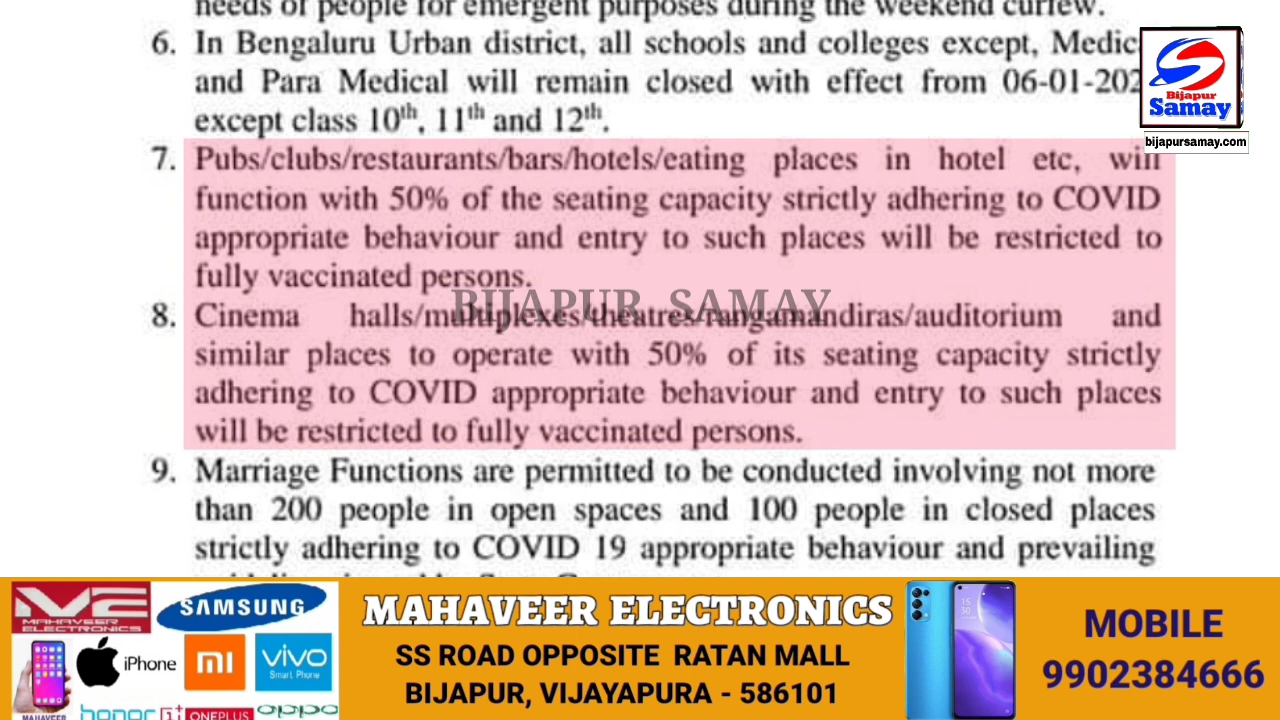 needs of people for emergent purposes during the weekend curfew.
6. In Bengaluru Urban district, all schools and colleges except, Medic
and Para Medical will remain closed with effect from 06-01-202
except class 10th, 11th and 12th.
7. Pubs/clubs/restaurants/bars/hotels/eating places in hotel etc, will
function with 50% of the seating capacity strictly adhering to COVID
appropriate behaviour and entry to such places will be restricted to
fully vaccinated persons.
8. Cinema halls/multiplexes/theatres/rangamandiras/auditorium and
similar places to operate with 50% of its seating capacity strictly
adhering to COVID appropriate behaviour and entry to such places
will be restricted to fully vaccinated persons.
9. Marriage Functions are permitted to be conducted involving not more
than 200 people in open spaces and 100 people in closed places
strictly adhering to COVID 19 appropriate behaviour and prevailing
BIJAPUR SAMAY
Bijapur
Samay
bijapursamay.com
MAHAVEER ELECTRONICS
SAMSUNG
iPhone
MI
vivo
Smart Phone
MAHAVEER
honor
ONEPLUS
oppo
MAHAVEER ELECTRONICS
SS ROAD OPPOSITE RATAN MALL
BIJAPUR, VIJAYAPURA - 586101
MOBILE
9902384666